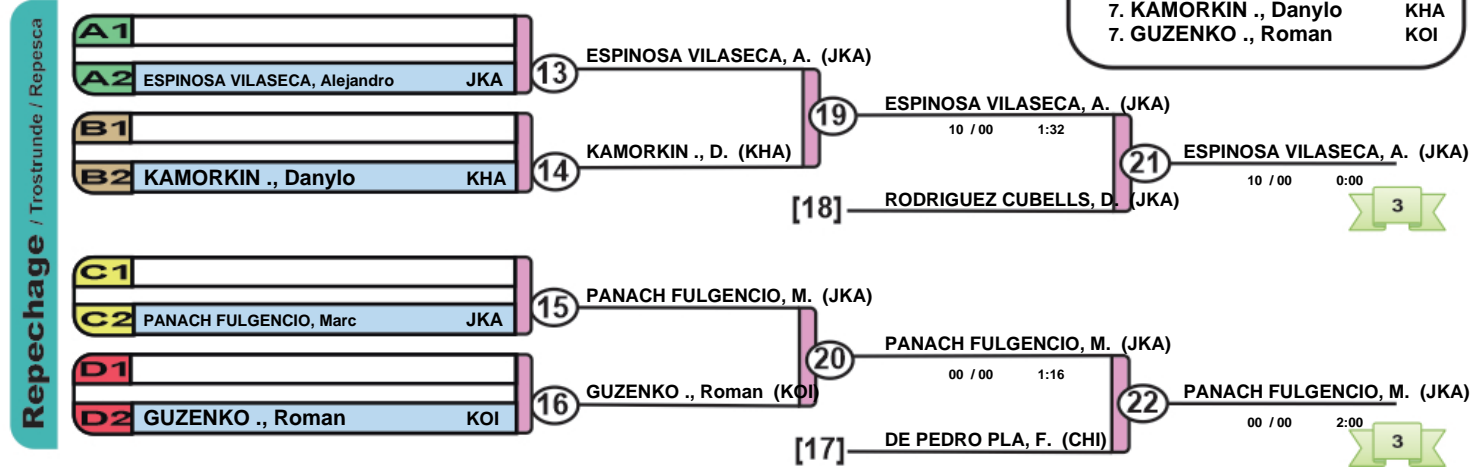 7. KAMORKIN ., Danylo KHA
7. GUZENKO ., Roman KOI
Repechage / Trostrunde / Repesca
A1
A2 ESPINOSA VILASECA, Alejandro JKA
13
ESPINOSA VILASECA, A. (JKA)
B1
B2 KAMORKIN ., Danylo KHA
14
KAMORKIN ., D. (KHA)
19
ESPINOSA VILASECA, A. (JKA)
10 / 00 1:32
[18]
RODRIGUEZ CUBELLS, D. (JKA)
21
ESPINOSA VILASECA, A. (JKA)
10 / 00 0:00
3
C1
C2 PANACH FULGENCIO, Marc JKA
15
PANACH FULGENCIO, M. (JKA)
D1
D2 GUZENKO ., Roman KOI
16
GUZENKO ., Roman (KOI)
20
PANACH FULGENCIO, M. (JKA)
00 / 00 1:16
[17]
DE PEDRO PLA, F. (CHI)
22
PANACH FULGENCIO, M. (JKA)
00 / 00 2:00
3